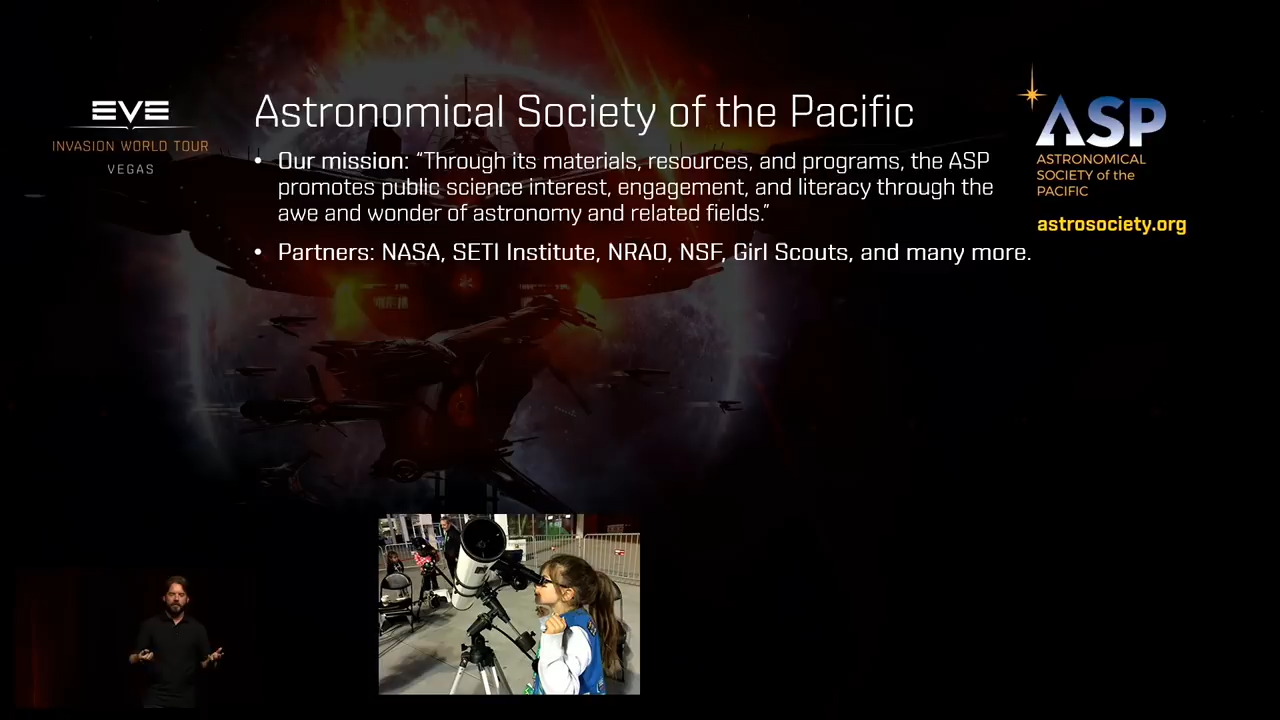 EVE
INVASION WORLD TOUR
VEGAS
Astronomical Society of the Pacific
• Our mission: “Through its materials, resources, and programs, the ASP
promotes public science interest, engagement, and literacy through the
awe and wonder of astronomy and related fields.”
• Partners: NASA, SETI Institute, NRAO, NSF, Girl Scouts, and many more.
ASP
ASTRONOMICAL
SOCIETY of the
PACIFIC
astrosociety.org